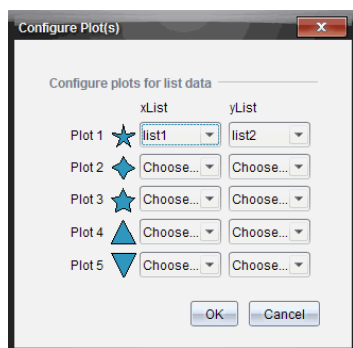 Configure Plot(s)
Configure plots for list data
xList yList
Plot 1 list1 list2
Plot 2 Choose... Choose...
Plot 3 Choose... Choose...
Plot 4 Choose... Choose...
Plot 5 Choose... Choose...
OK Cancel